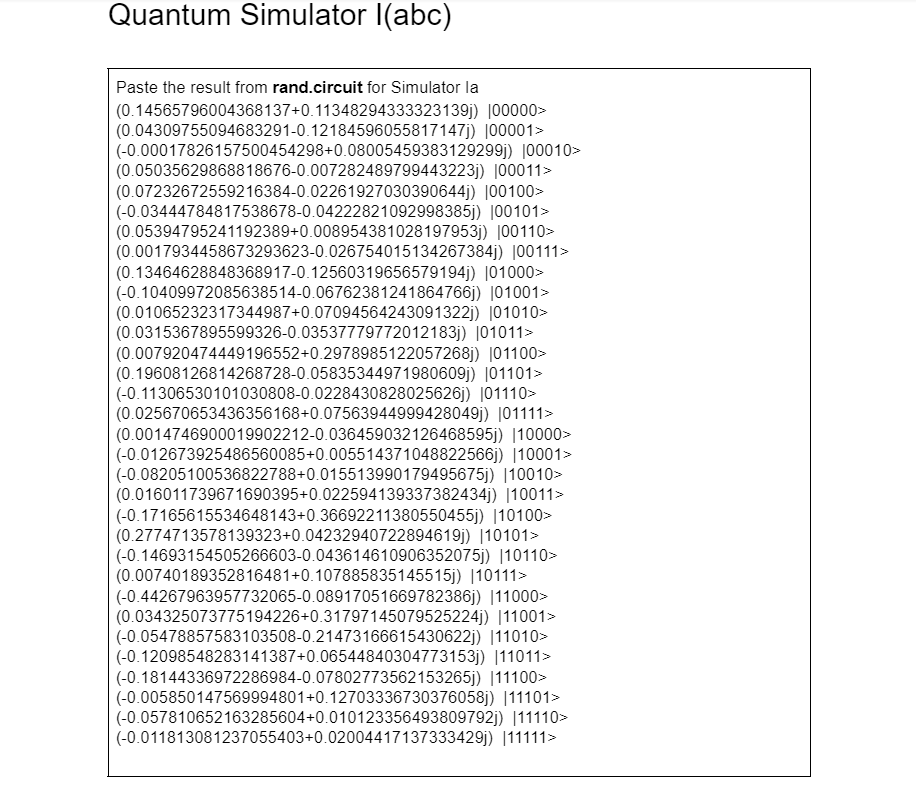 Quantum Simulator I(abc)
Paste the result from rand.circuit for Simulator Ia
(0.14565796004368137+0.11348294333323139j) |00000>
(0.04309755094683291-0.12184596055817147j) |00001>
(-0.00017826157500454298+0.08005459383129299j) |00010>
(0.05035629868818676-0.007282489799443223j) |00011>
(0.07232672559216384-0.02261927030390644j) |00100>
(-0.03444784817538678-0.04222821092998385j) |00101>
(0.05394795241192389+0.008954381028197953j) |00110>
(0.0017934458673293623-0.026754015134267384j) |00111>
(0.13464628848368917-0.12560319656579194j) |01000>
(-0.10409972085638514-0.06762381241864766j) |01001>
(0.01065232317344987+0.07094564243091322j) |01010>
(0.0315367895599326-0.03537779772012183j) |01011>
(0.007920474449196552+0.2978985122057268j) |01100>
(0.19608126814268728-0.05835344971980609j) |01101>
(-0.11306530101030808-0.0228430828025626j) |01110>
(0.025670653436356168+0.07563944999428049j) |01111>
(0.0014746900019902212-0.036459032126468595j) |10000>
(-0.012673925486560085+0.005514371048822566j) |10001>
(-0.08205100536822788+0.015513990179495675j) |10010>
(0.016011739671690395+0.022594139337382434j) |10011>
(-0.17165615534648143+0.36692211380550455j) |10100>
(0.2774713578139323+0.04232940722894619j) |10101>
(-0.14693154505266603-0.043614610906352075j) |10110>
(0.00740189352816481+0.107885835145515j) |10111>
(-0.44267963957732065-0.08917051669782386j) |11000>
(0.034325073775194226+0.31797145079525224j) |11001>
(-0.05478857583103508-0.21473166615430622j) |11010>
(-0.12098548283141387+0.06544840304773153j) |11011>
(-0.18144336972286984-0.07802773562153265j) |11100>
(-0.005850147569994801+0.12703336730376058j) |11101>
(-0.057810652163285604+0.010123356493809792j) |11110>
(-0.011813081237055403+0.02004417137333429j) |11111>